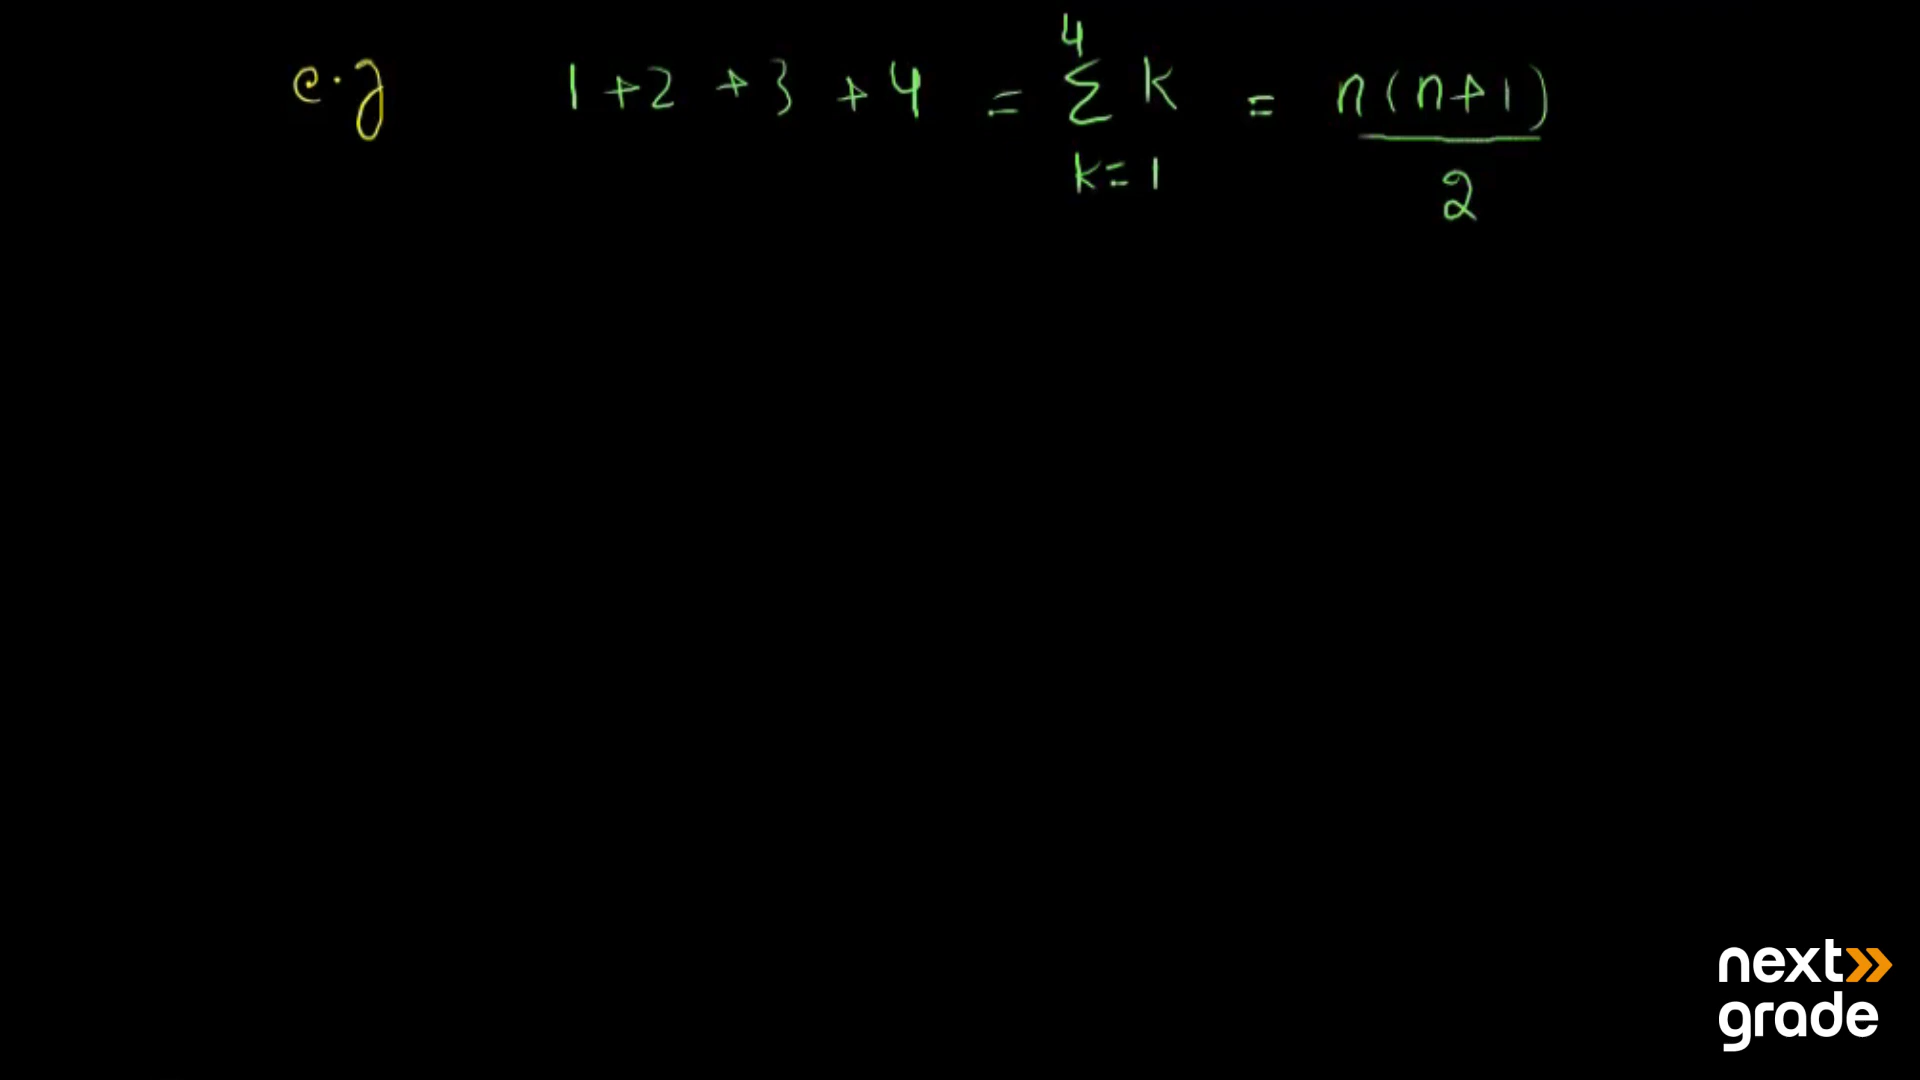 e.g 1 + 2 + 3 + 4 = 4∑k=1 k = n(n+1)/2
next
grade